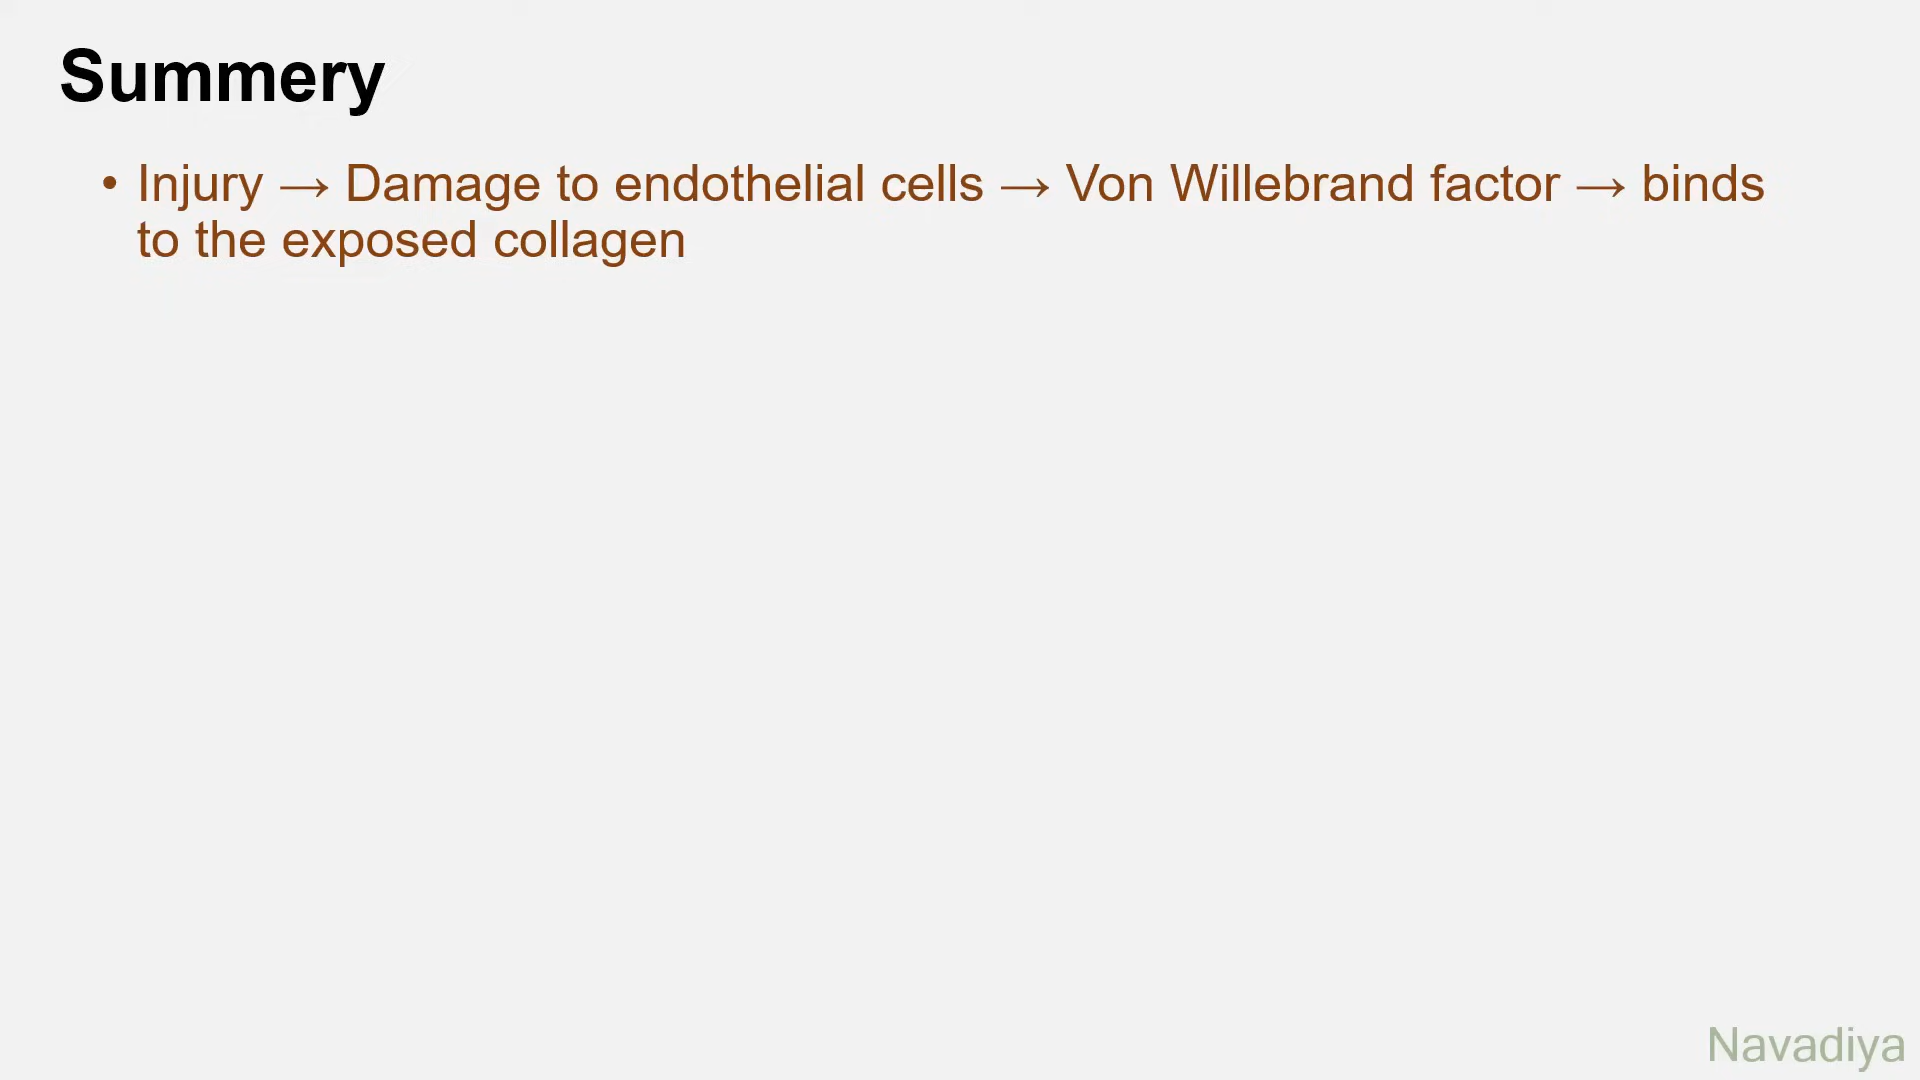 Summery
• Injury → Damage to endothelial cells → Von Willebrand factor → binds
to the exposed collagen
Navadiya